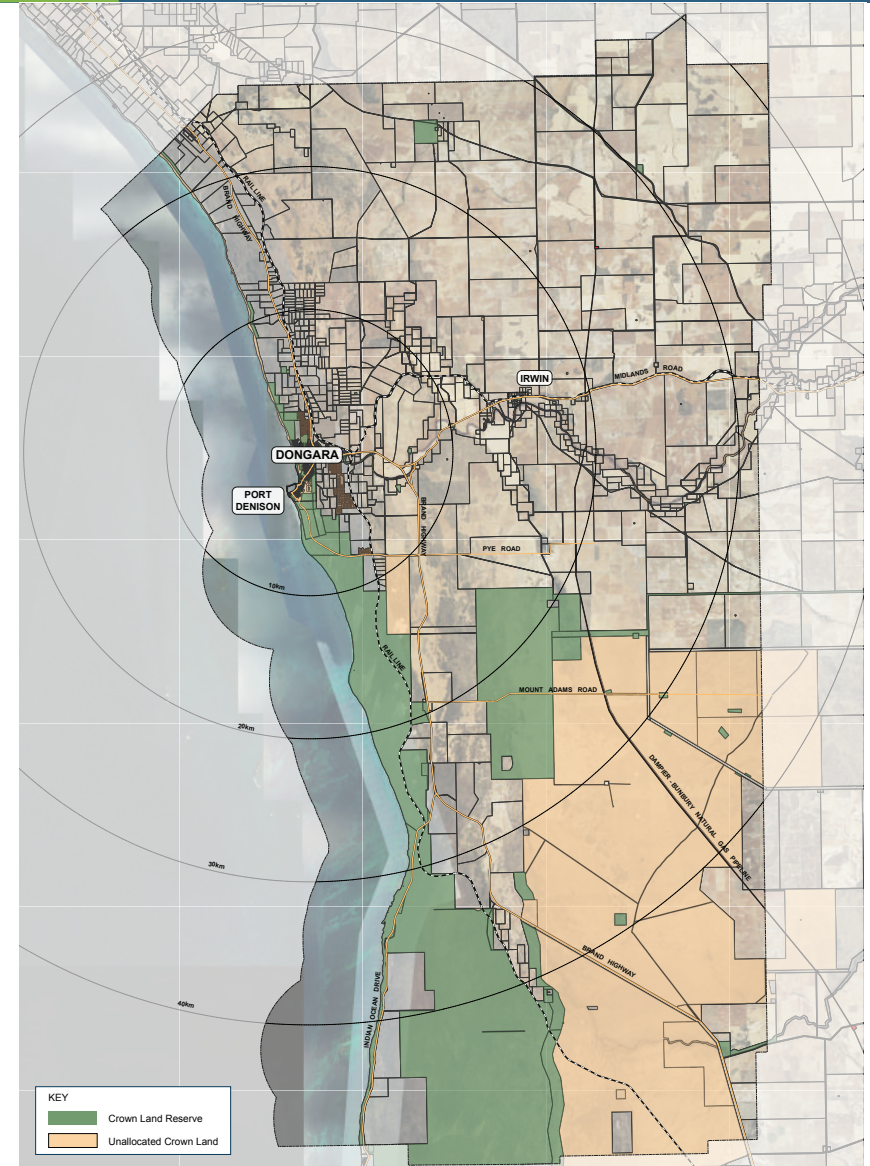 RAIL LINE
BRAND HIGHWAY
IRWIN
MIDLANDS ROAD
DONGARA
PORT
DENISON
BRAND HIGHWAY
PYE ROAD
10km
RAIL LINE
MOUNT ADAMS ROAD
20km
DAMPIER - BUNBURY NATURAL GAS PIPELINE
30km
BRAND HIGHWAY
INDIAN OCEAN DRIVE
40km
KEY
Crown Land Reserve
Unallocated Crown Land